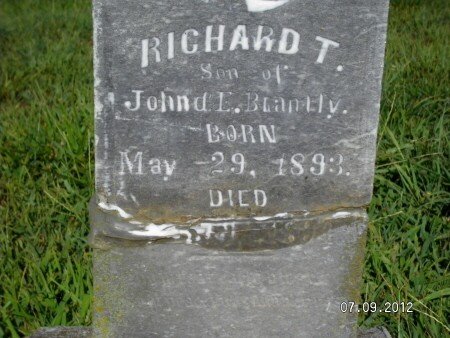 RICHARD T.
Son of
John & E. Brantly.
BORN
May 29, 1893.
DIED
07.09.2012